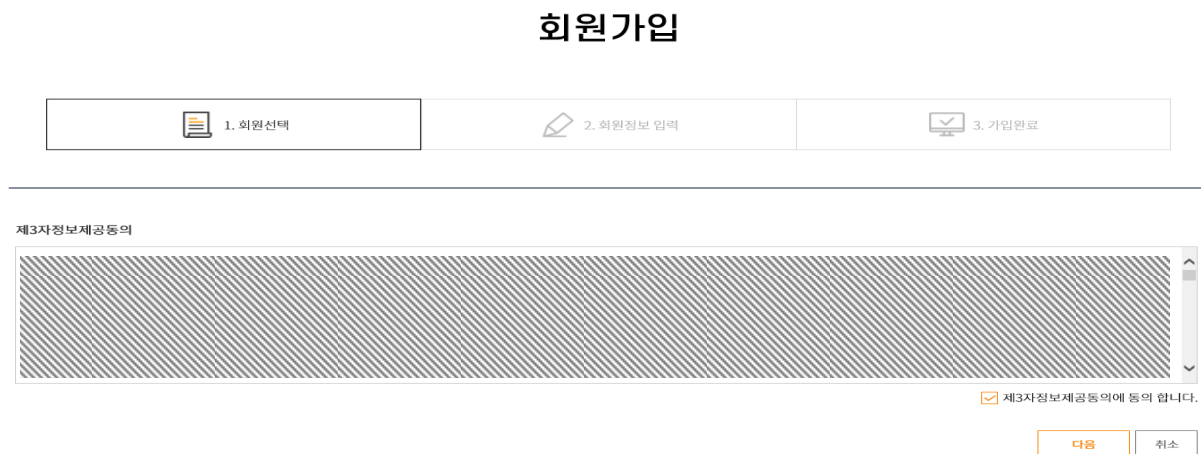 회원가입
1. 회원선택
2. 회원정보 입력
3. 가입완료
제3자정보제공동의
제3자정보제공동의에 동의 합니다.
다음
취소